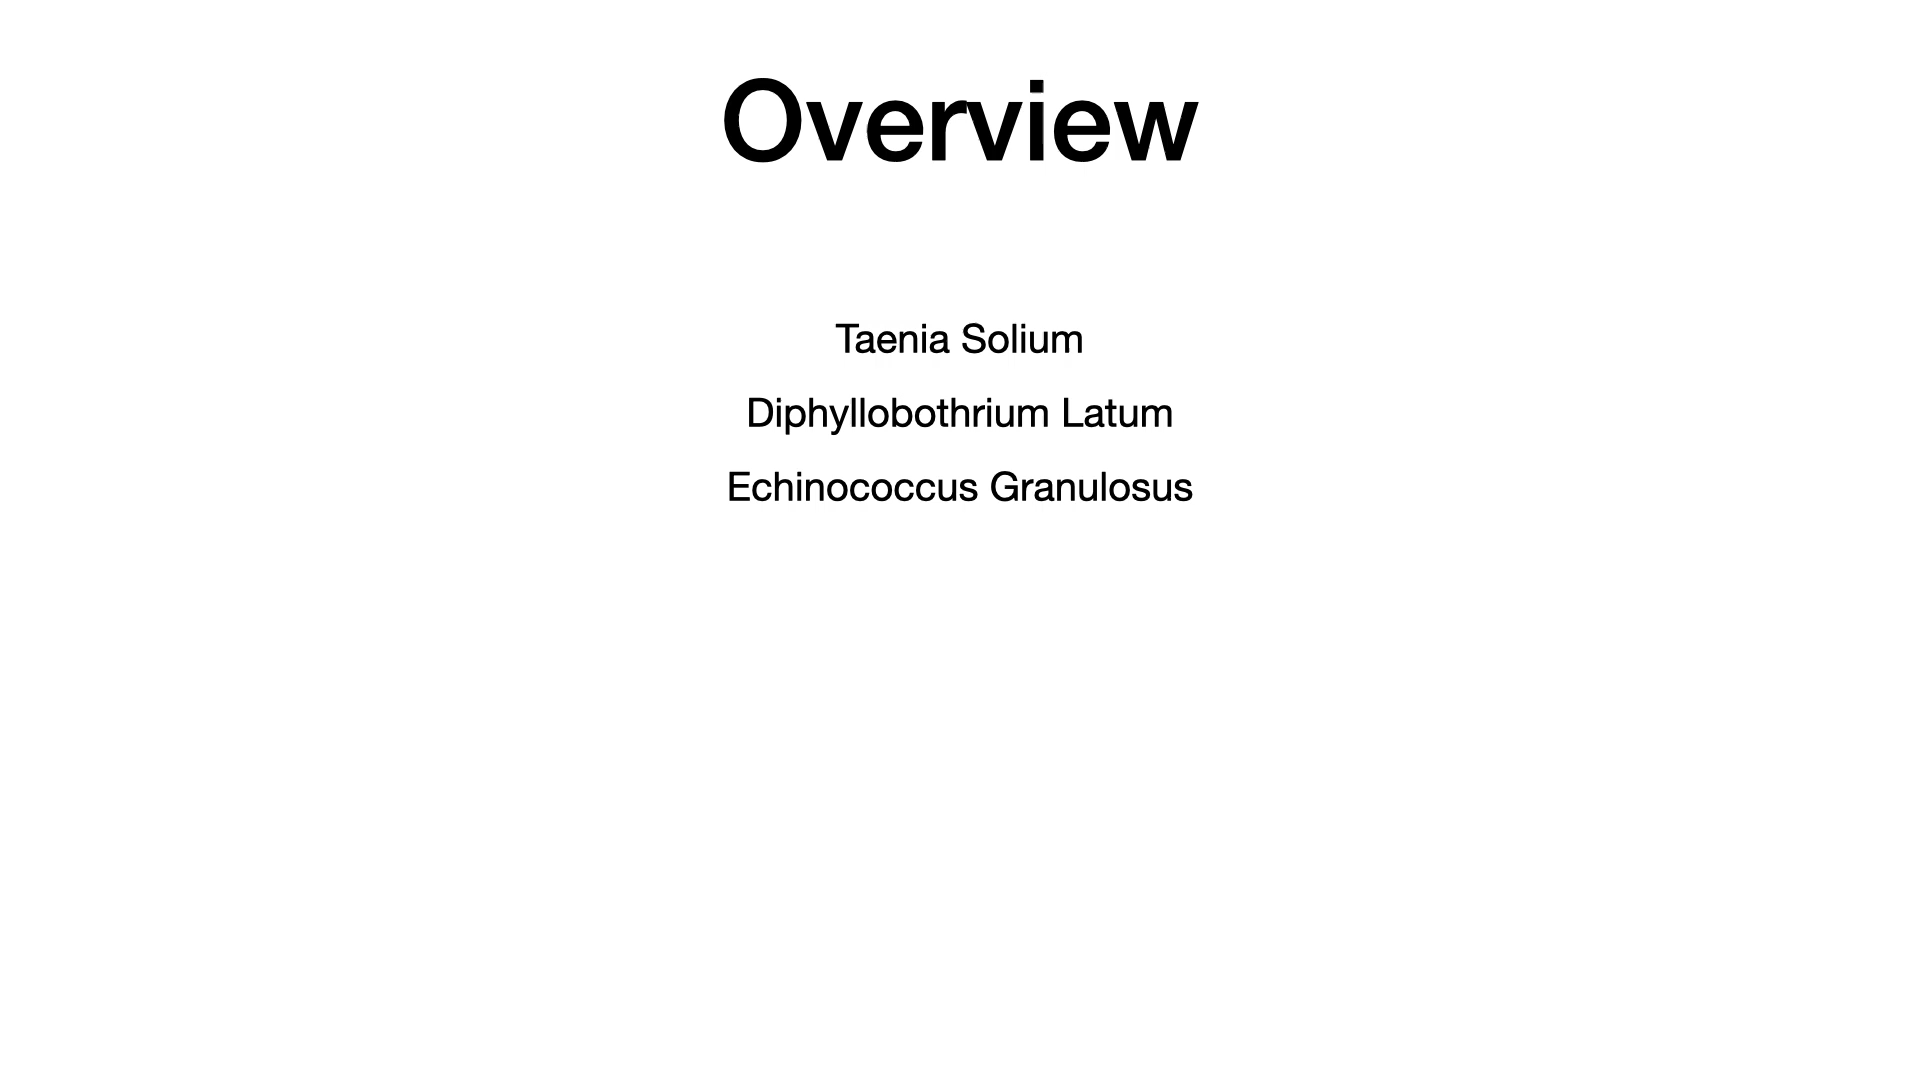 Overview
Taenia Solium
Diphyllobothrium Latum
Echinococcus Granulosus